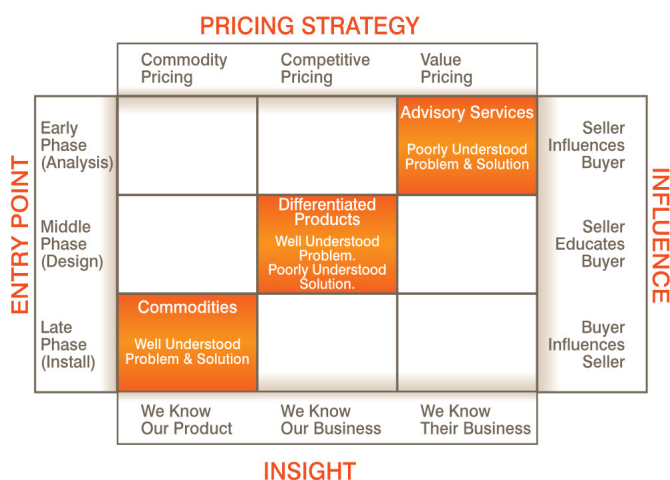 PRICING STRATEGY
Commodity
Pricing
Competitive
Pricing
Value
Pricing
ENTRY POINT
Early
Phase
(Analysis)
Advisory Services
Poorly Understood
Problem & Solution
Seller
Influences
Buyer
Middle
Phase
(Design)
Differentiated
Products
Well Understood
Problem.
Poorly Understood
Solution.
Seller
Educates
Buyer
Late
Phase
(Install)
Commodities
Well Understood
Problem & Solution
Buyer
Influences
Seller
INFLUENCE
We Know
Our Product
We Know
Our Business
We Know
Their Business
INSIGHT